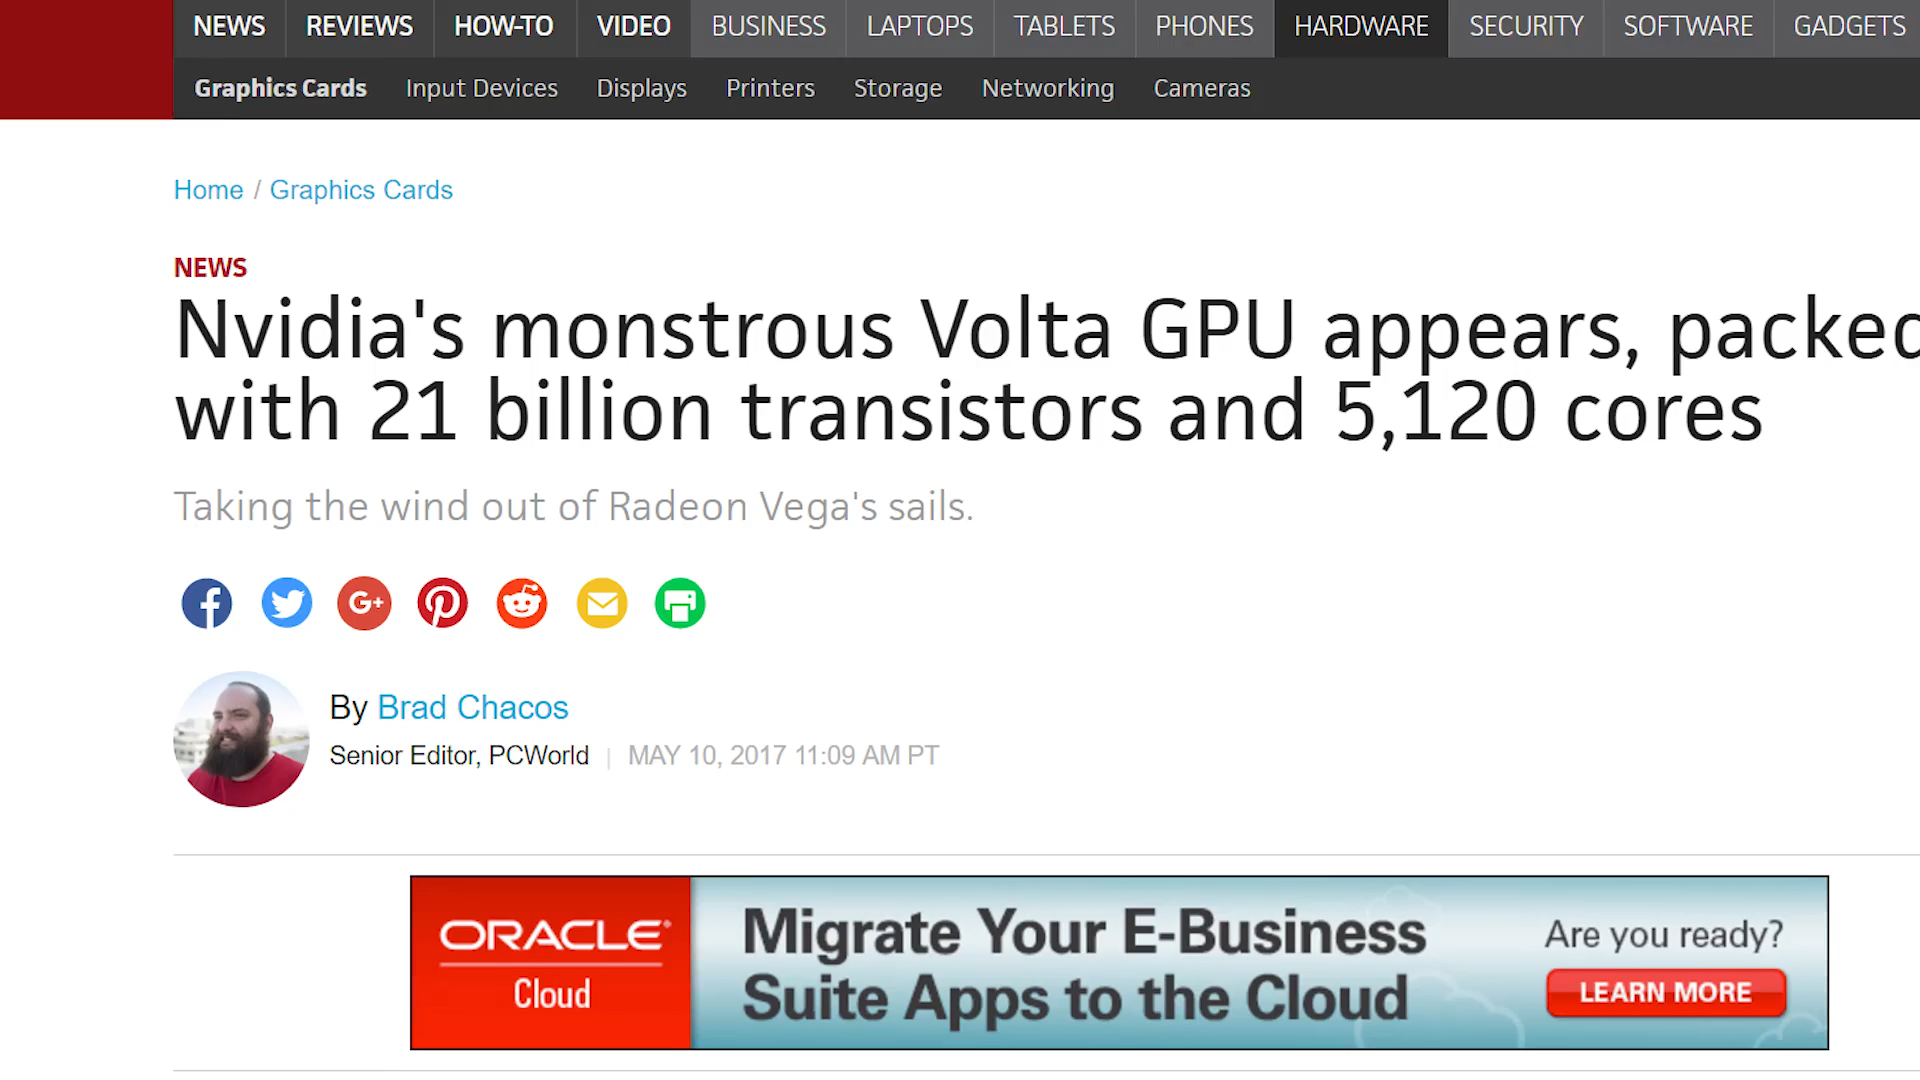 NEWS REVIEWS HOW-TO VIDEO BUSINESS LAPTOPS TABLETS PHONES HARDWARE SECURITY SOFTWARE GADGETS
Graphics Cards Input Devices Displays Printers Storage Networking Cameras
Home / Graphics Cards
NEWS
Nvidia's monstrous Volta GPU appears, packed
with 21 billion transistors and 5,120 cores
Taking the wind out of Radeon Vega's sails.
G+
By Brad Chacos
Senior Editor, PCWorld | MAY 10, 2017 11:09 AM PT
ORACLE®
Cloud
Migrate Your E-Business
Suite Apps to the Cloud
Are you ready?
LEARN MORE